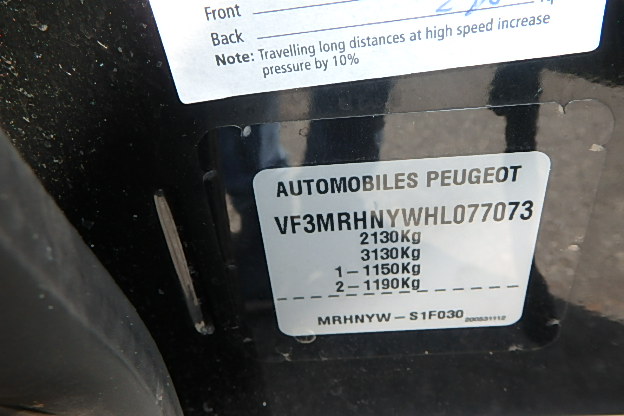 Front
Back
Note: Travelling long distances at high speed increase
pressure by 10%
AUTOMOBILES PEUGEOT
VF3MRHNYWHL077073
2130Kg
3130Kg
1-1150Kg
2-1190Kg
MRHNYW-S1F030 200531112